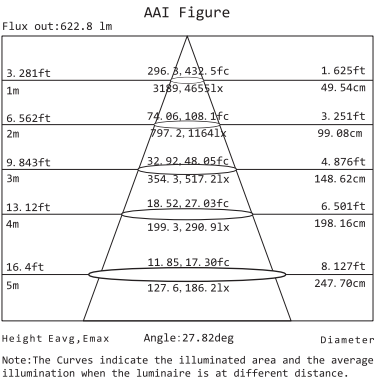 AAI Figure
Flux out:622.8 lm
3.281ft 296.3,432.5fc 1.625ft
1m 3189,4655lx 49.54cm
6.562ft 74.06,108.1fc 3.251ft
2m 797.2,1164lx 99.08cm
9.843ft 32.92,48.05fc 4.876ft
3m 354.3,517.2lx 148.62cm
13.12ft 18.52,27.03fc 6.501ft
4m 199.3,290.9lx 198.16cm
16.4ft 11.85,17.30fc 8.127ft
5m 127.6,186.2lx 247.70cm
Height Eavg,Emax Angle:27.82deg Diameter
Note:The Curves indicate the illuminated area and the average
illumination when the luminaire is at different distance.